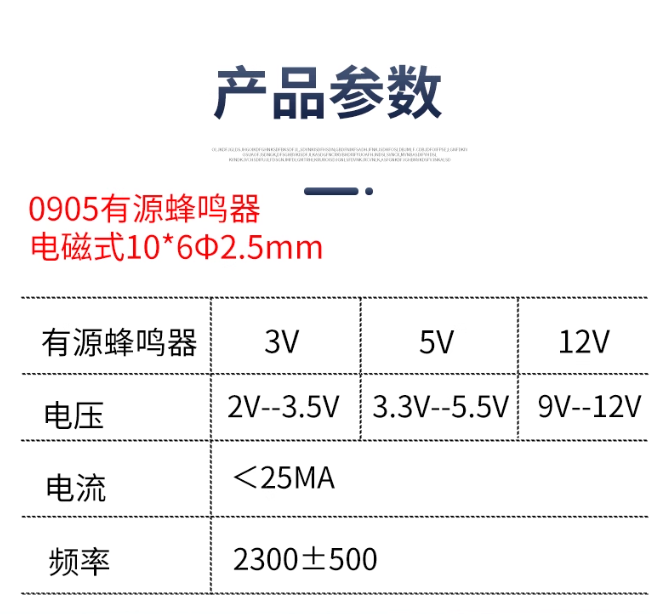 产品参数
0905有源蜂鸣器
电磁式10*6Φ2.5mm
有源蜂鸣器 3V 5V 12V
电压 2V--3.5V 3.3V--5.5V 9V--12V
电流 ＜25MA
频率 2300±500